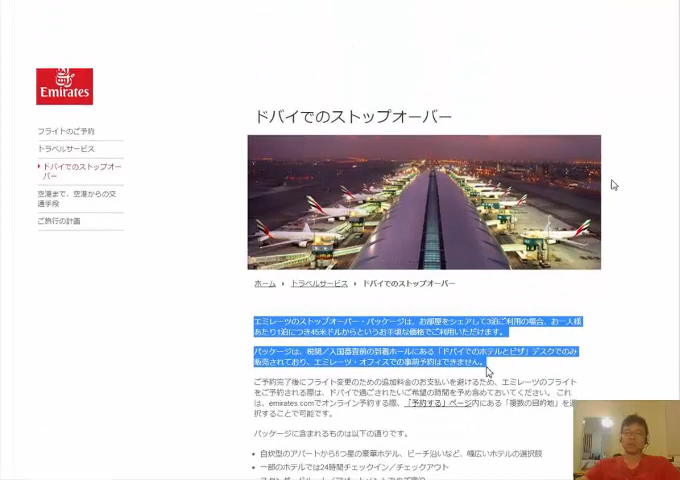 Emirates
ドバイでのストップオーバー
フライトのご予約
トラベルサービス
ドバイでのストップオー
バー
空港まで、空港からの交
通手段
ご旅行の計画
ホーム トラベルサービス ドバイでのストップオーバー
エミレーツのストップオーバー・パッケージは、お部屋をシェアして3泊ご利用の場合、お一人様
あたり1泊につき45米ドルからというお手頃な価格でご利用いただけます。
パッケージは、税関／入国審査前の到着ホールにある「ドバイでのホテルとビザ」デスクでのみ
販売されており、エミレーツ・オフィスでの事前予約はできません。
ご予約完了後にフライト変更のための追加料金のお支払いを避けるため、エミレーツのフライト
をご予約される際は、ドバイで過ごされたいご希望の時間を予め含めておいてください。 これ
は、emirates.comでオンライン予約する際、「予約する」ページ内にある「複数の目的地」を選
択することで可能です。
パッケージに含まれるものは以下の通りです。
自炊型のアパートから5つ星の豪華ホテル、ビーチ沿いなど、幅広いホテルの選択肢
一部のホテルでは24時間チェックイン／チェックアウト